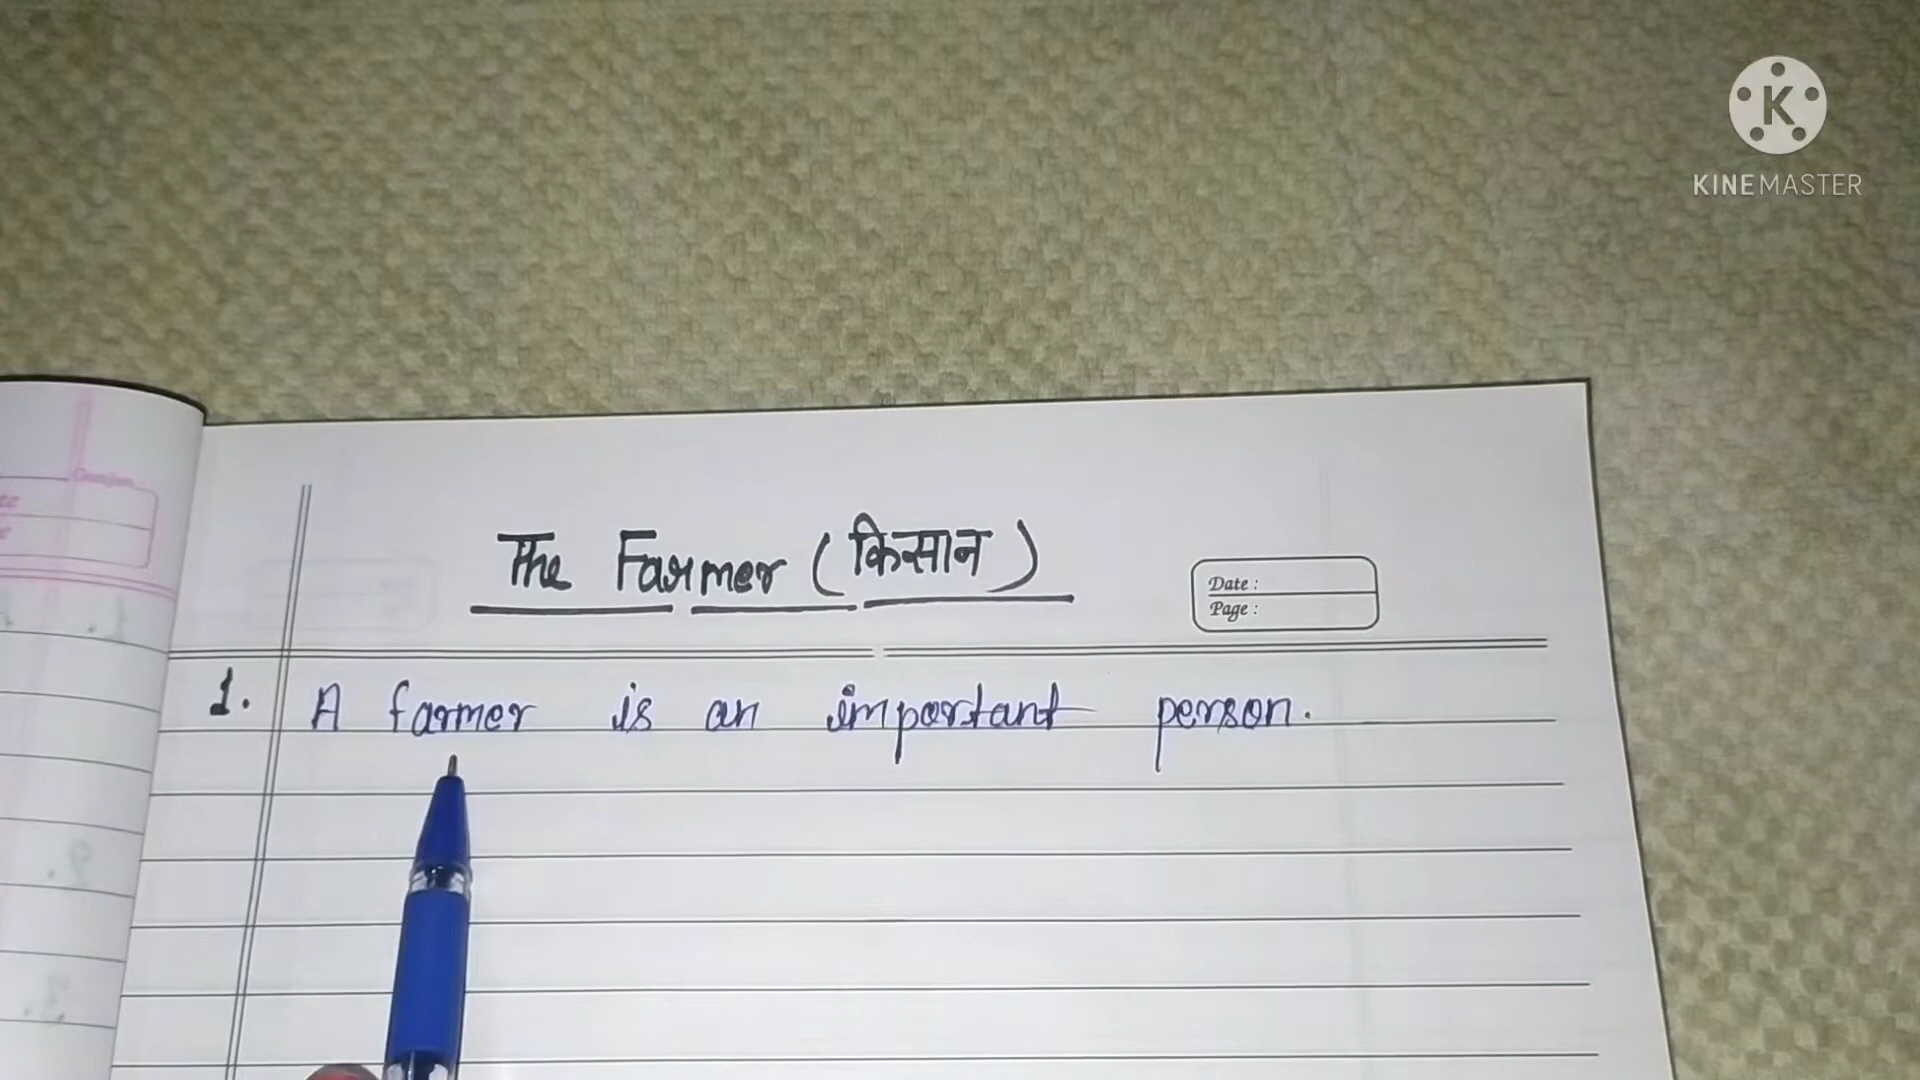 K
KINEMASTER
The Farmer (किसान)
Date :
Page :
1. A farmer is an important person.